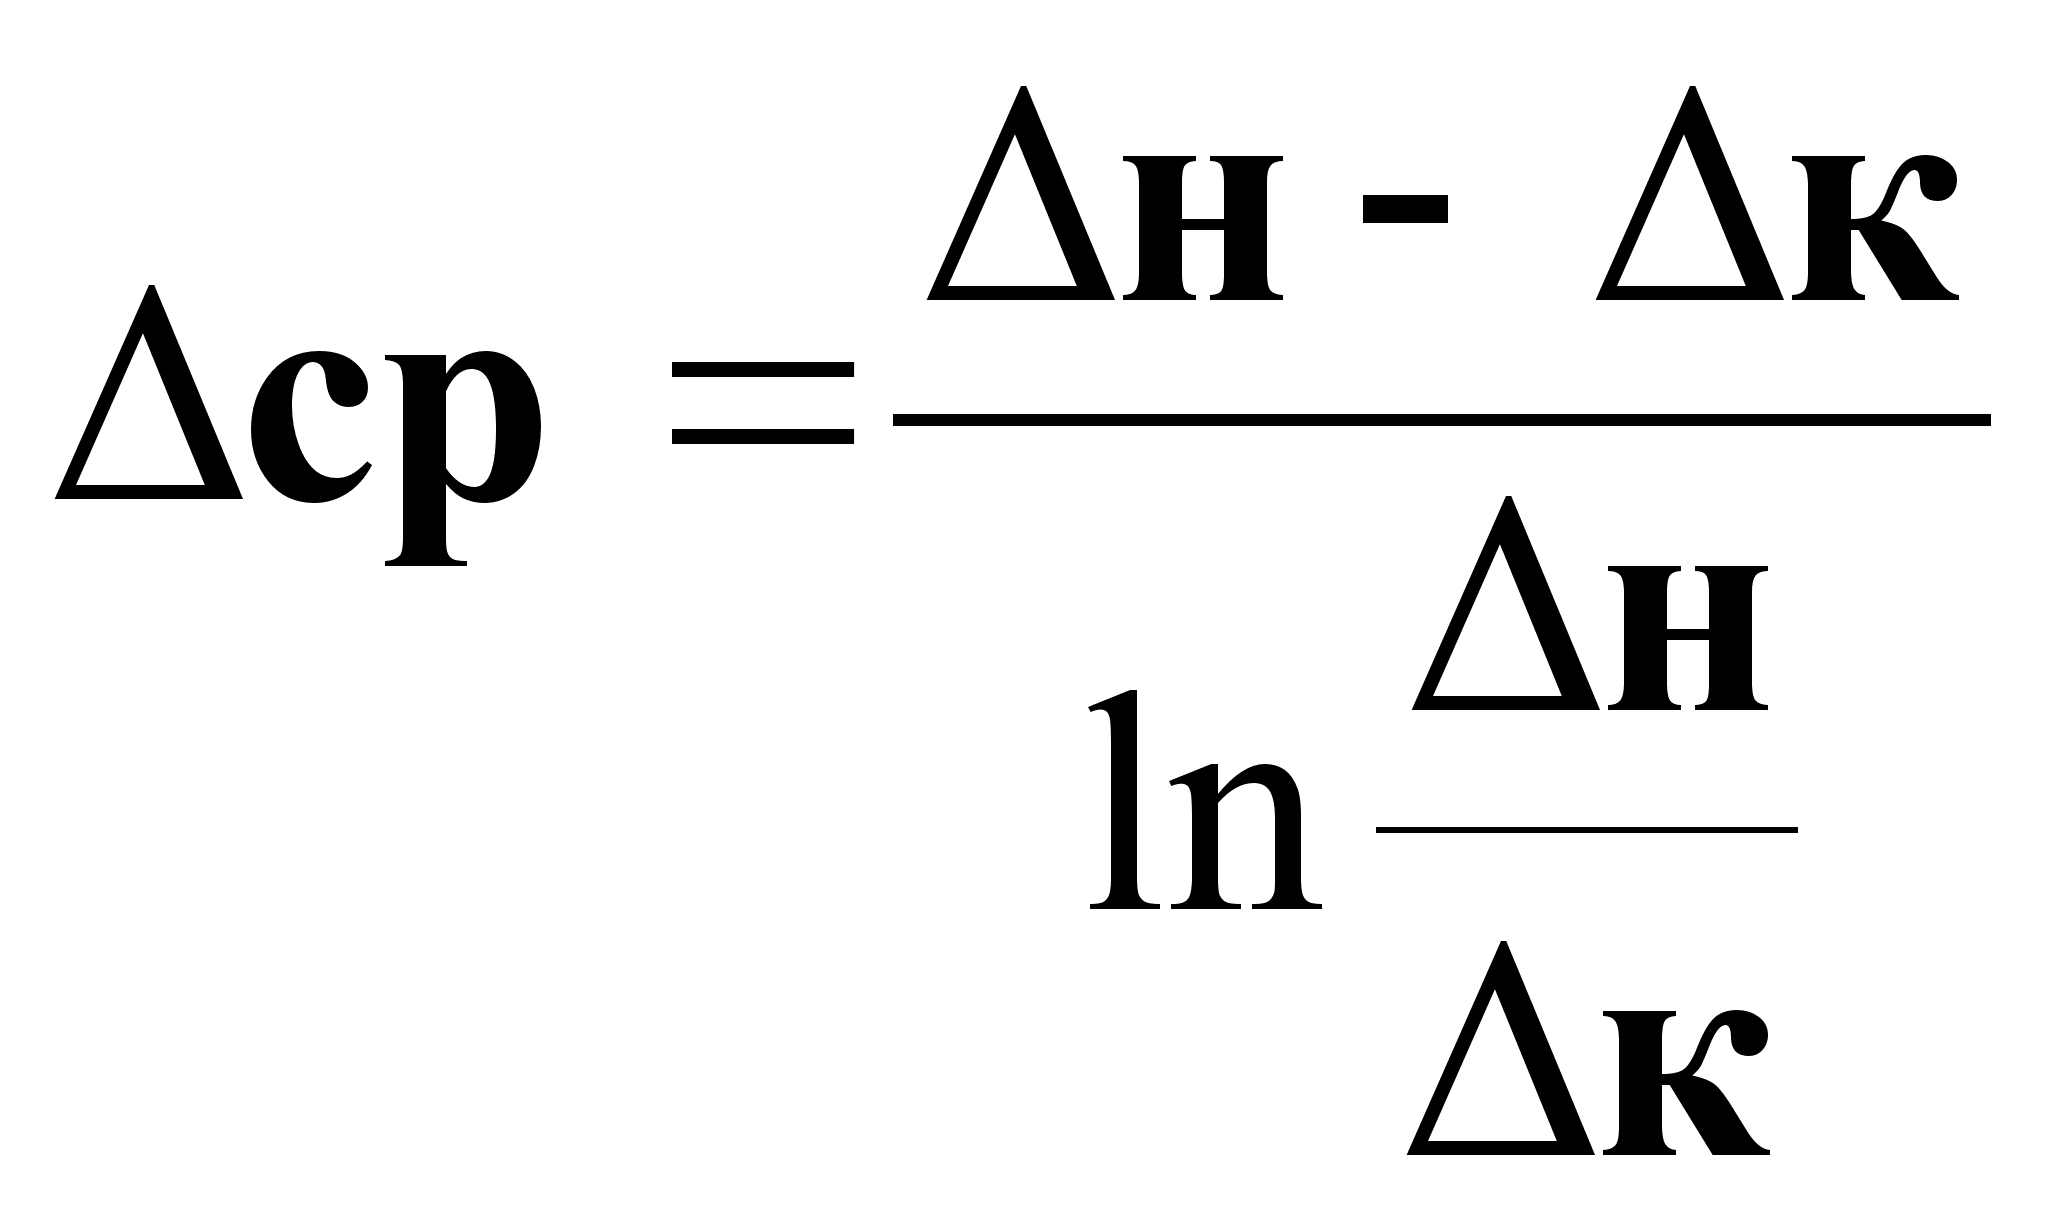 Δн - Δк
Δср =
Δн
ln
Δк